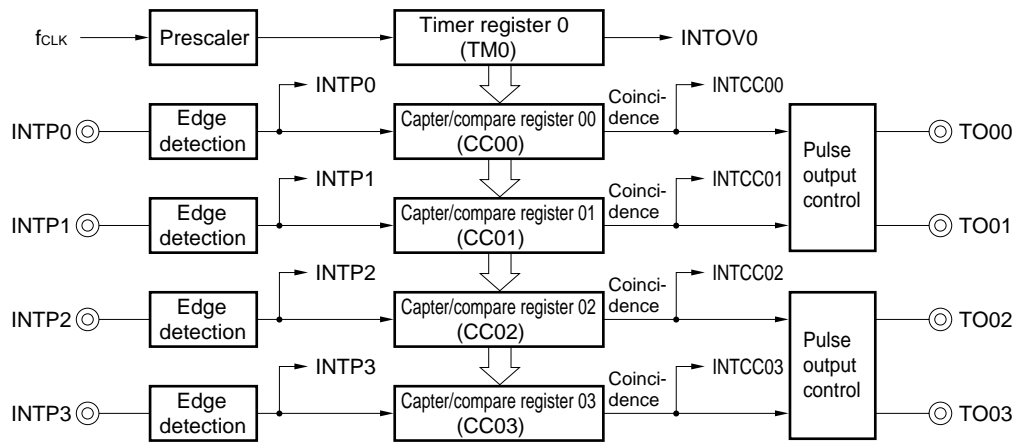 fCLK
Prescaler
Timer register 0
(TM0)
INTOV0
INTP0
Edge
detection
INTP0
Capter/compare register 00
(CC00)
Coinci-
dence
INTCC00
TO00
INTP1
Edge
detection
INTP1
Capter/compare register 01
(CC01)
Coinci-
dence
INTCC01
Pulse
output
control
TO01
INTP2
Edge
detection
INTP2
Capter/compare register 02
(CC02)
Coinci-
dence
INTCC02
TO02
INTP3
Edge
detection
INTP3
Capter/compare register 03
(CC03)
Coinci-
dence
INTCC03
Pulse
output
control
TO03